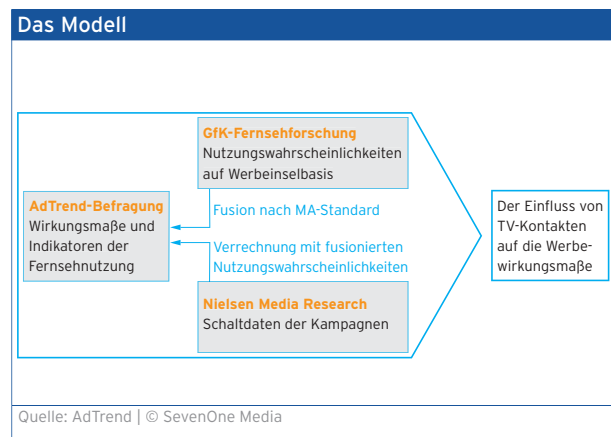 Das Modell
GfK-Fernsehforschung
Nutzungswahrscheinlichkeiten
auf Werbeinselbasis
AdTrend-Befragung
Wirkungsmaße und
Indikatoren der
Fernsehnutzung
Fusion nach MA-Standard
Verrechnung mit fusionierten
Nutzungswahrscheinlichkeiten
Nielsen Media Research
Schaltdaten der Kampagnen
Der Einfluss von
TV-Kontakten
auf die Werbe-
wirkungsmaße
Quelle: AdTrend | © SevenOne Media